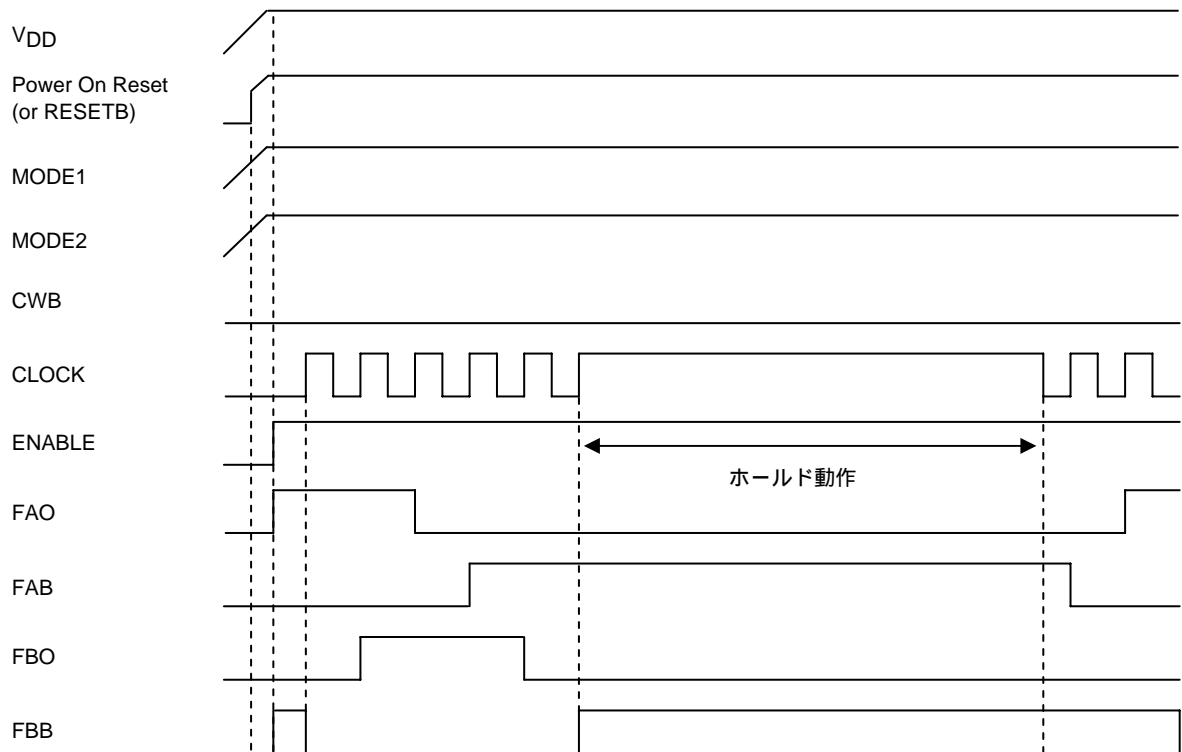 VDD
Power On Reset
(or RESETB)
MODE1
MODE2
CWB
CLOCK
ENABLE
ホールド動作
FAO
FAB
FBO
FBB